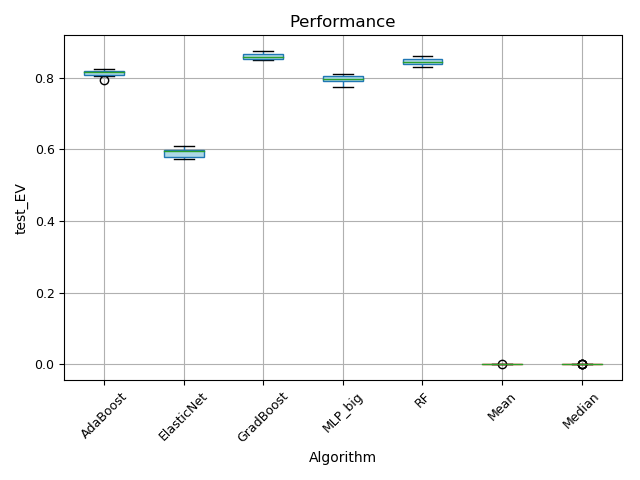 Performance
test_EV
0.8
0.6
0.4
0.2
0.0
AdaBoost
ElasticNet
GradBoost
MLP_big
RF
Mean
Median
Algorithm